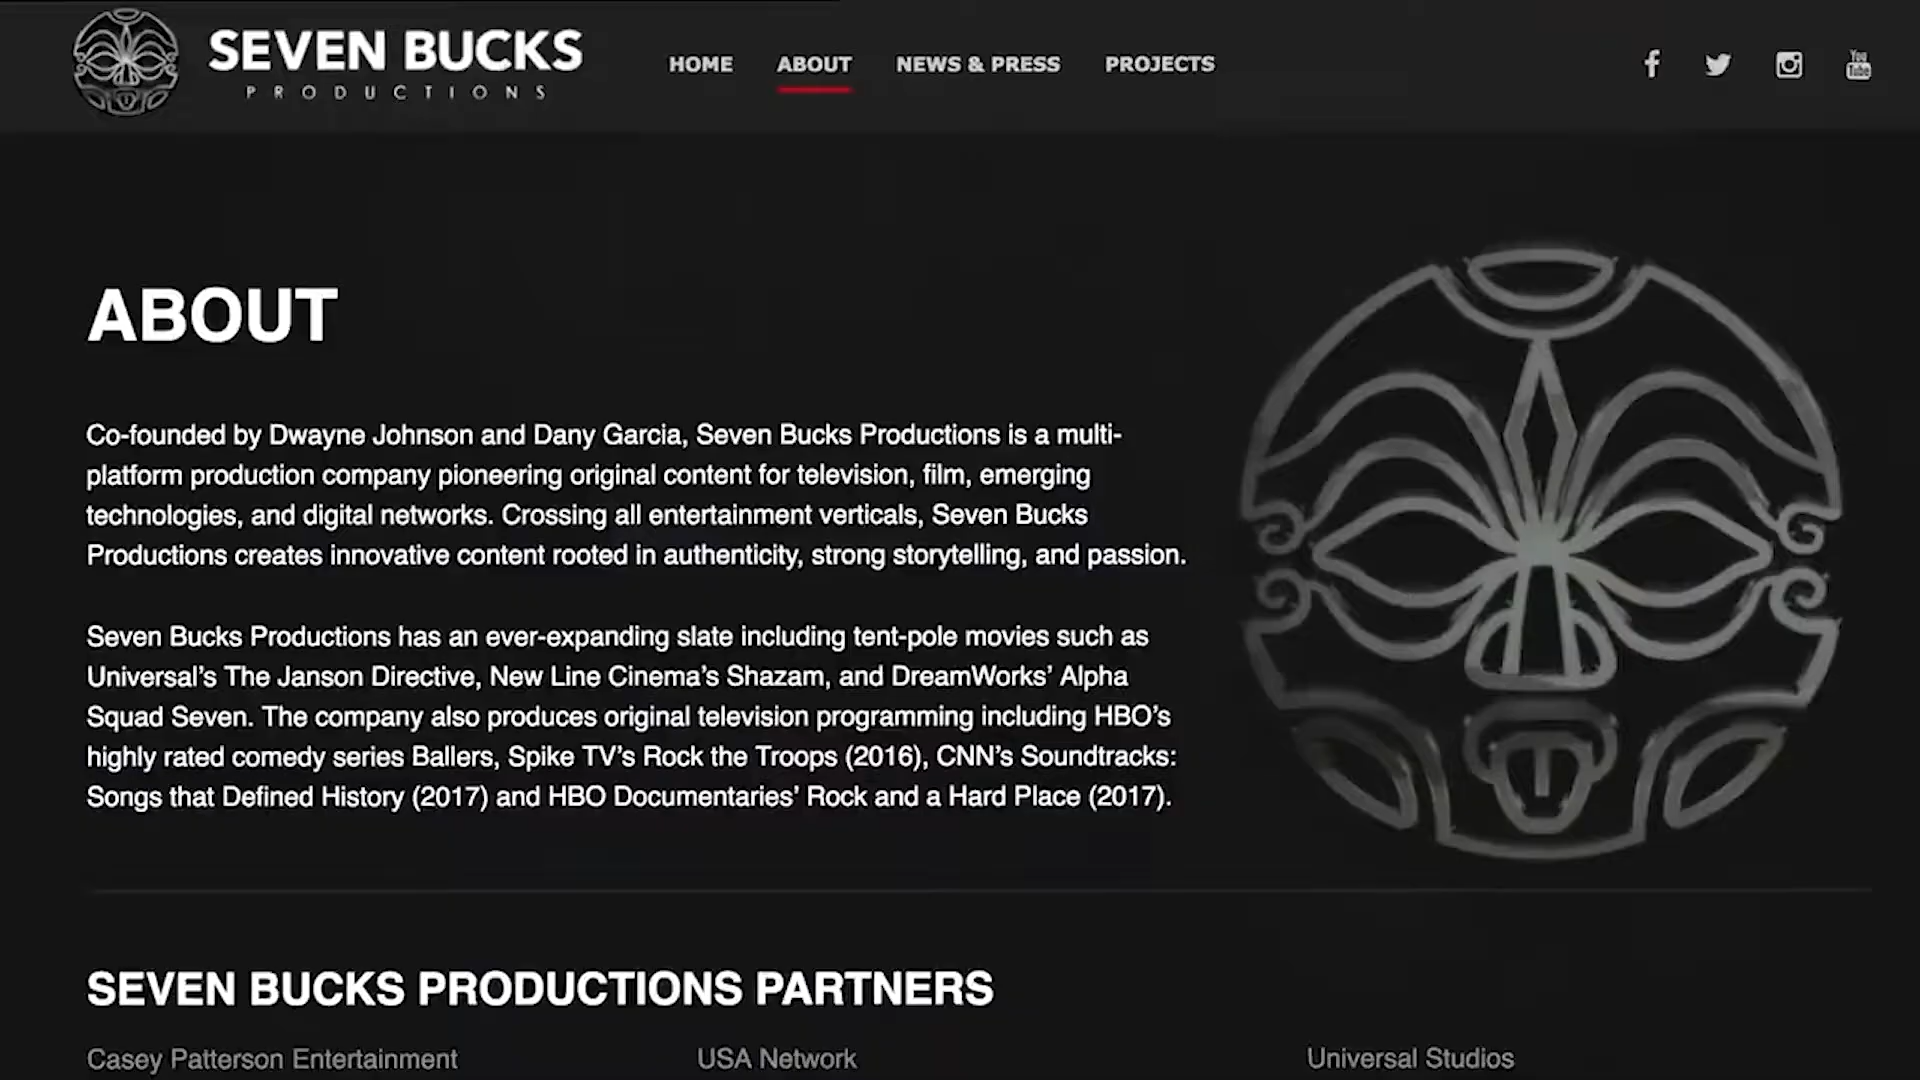 SEVEN BUCKS
PRODUCTIONS
HOME
ABOUT
NEWS & PRESS
PROJECTS
You
Tube
ABOUT
Co-founded by Dwayne Johnson and Dany Garcia, Seven Bucks Productions is a multi-
platform production company pioneering original content for television, film, emerging
technologies, and digital networks. Crossing all entertainment verticals, Seven Bucks
Productions creates innovative content rooted in authenticity, strong storytelling, and passion.
Seven Bucks Productions has an ever-expanding slate including tent-pole movies such as
Universal’s The Janson Directive, New Line Cinema’s Shazam, and DreamWorks’ Alpha
Squad Seven. The company also produces original television programming including HBO’s
highly rated comedy series Ballers, Spike TV’s Rock the Troops (2016), CNN’s Soundtracks:
Songs that Defined History (2017) and HBO Documentaries’ Rock and a Hard Place (2017).
SEVEN BUCKS PRODUCTIONS PARTNERS
Casey Patterson Entertainment
USA Network
Universal Studios